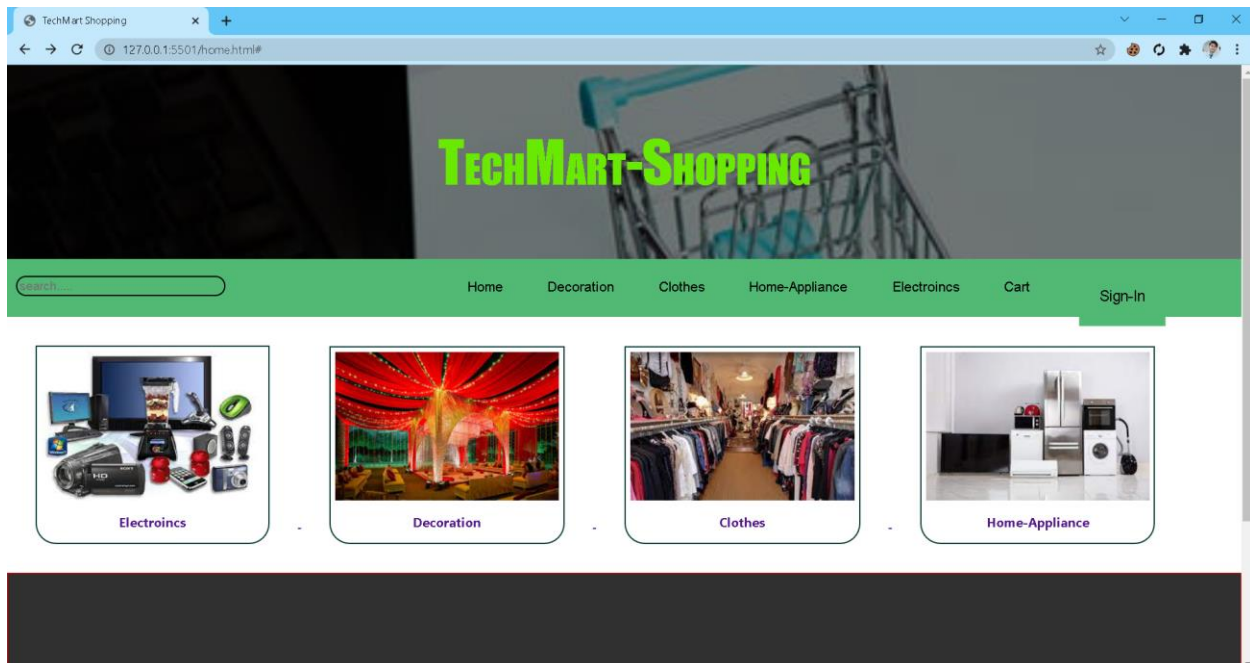 TechMart Shopping
127.0.0.1:5501/home.html#
TECHMART-SHOPPING
search....
Home Decoration Clothes Home-Appliance Electroincs Cart Sign-In
HD
Electroincs - Decoration - Clothes - Home-Appliance